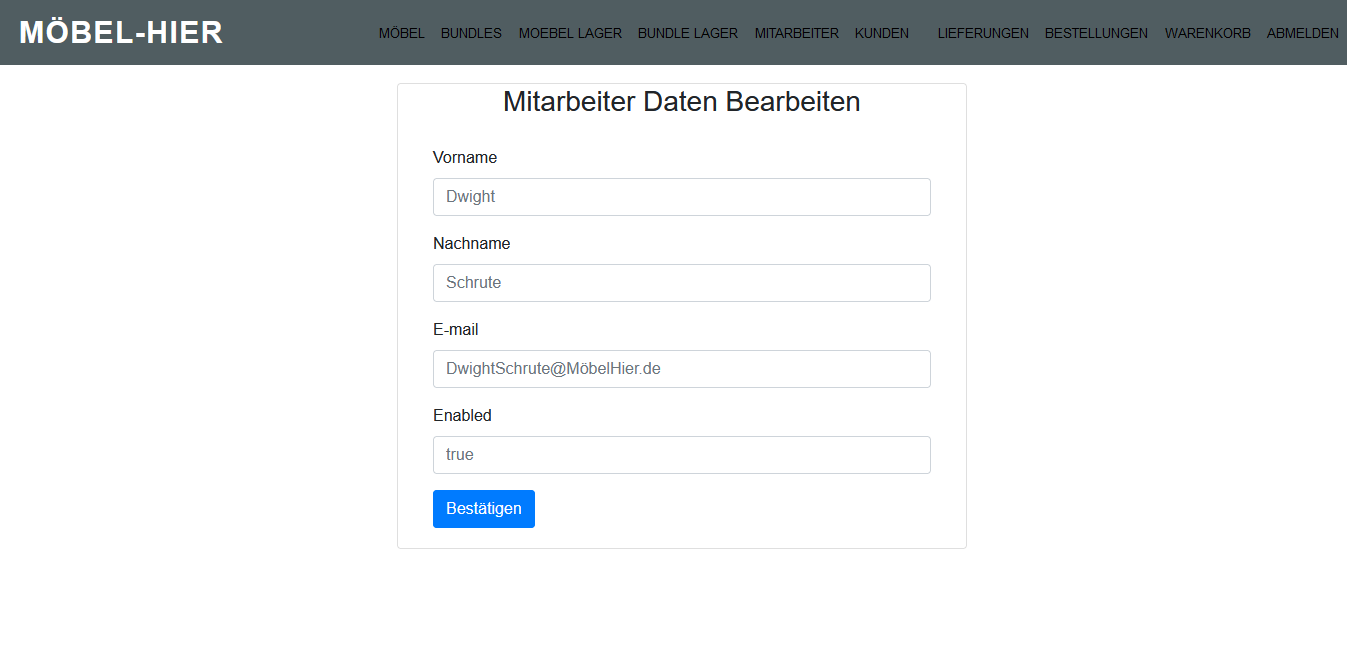 MÖBEL-HIER
MÖBEL BUNDLES MOEBEL LAGER BUNDLE LAGER MITARBEITER KUNDEN LIEFERUNGEN BESTELLUNGEN WARENKORB ABMELDEN
Mitarbeiter Daten Bearbeiten
Vorname
Dwight
Nachname
Schrute
E-mail
DwightSchrute@MöbelHier.de
Enabled
true
Bestätigen